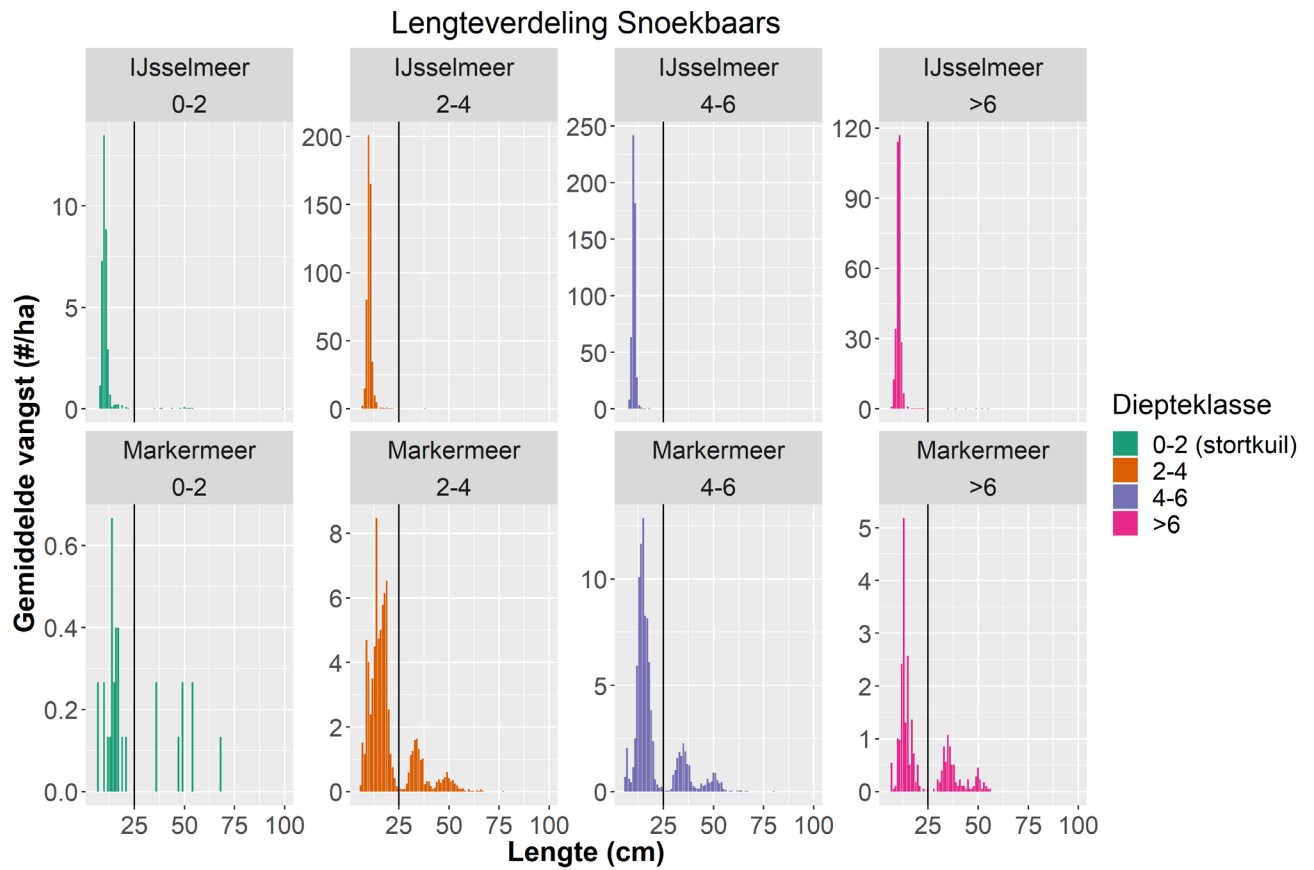 Lengteverdeling Snoekbaars
IJsselmeer IJsselmeer IJsselmeer IJsselmeer
0-2 2-4 4-6 >6
0 5 10
0 50 100 150 200
0 50 100 150 200 250
0 30 60 90 120
Gemiddelde vangst (#/ha)
Markermeer Markermeer Markermeer Markermeer
0-2 2-4 4-6 >6
0.0 0.2 0.4 0.6
0 2 4 6 8
0 5 10
0 1 2 3 4 5
25 50 75 100 25 50 75 100 25 50 75 100 25 50 75 100
Lengte (cm)
Diepteklasse
0-2 (stortkuil)
2-4
4-6
>6